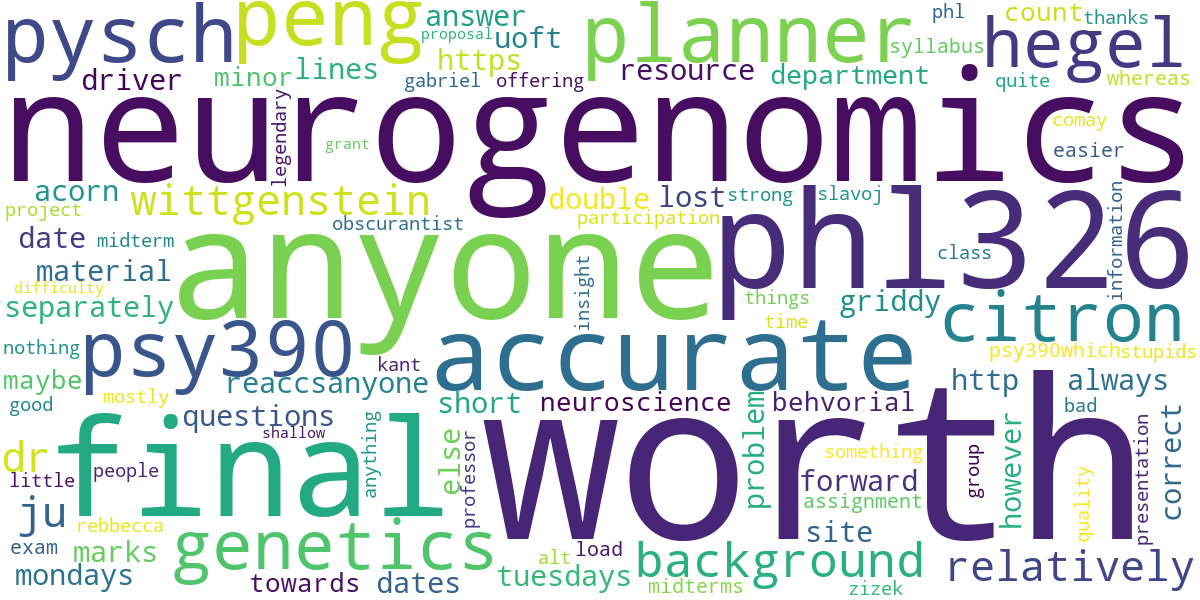 pysch
peng
answer
proposal
uoft
https
planner
phl
syllabus
count
thanks
hegel
driver
minor
lines
gabriel
offering
resource
department
quite
whereas
neurogenomics
legendary
grant
comay
easier
acorn
project
wittgenstein
date
midterm
obscurantist
double
participation
lost
strong
slavoj
phl326
information
class
material
difficulty
separately
anyone
insight
things
time
griddy
citron
nothing
psy390
maybe
good
mostly
reaccsanyone
kant
accurate
psy390which
stupids
http
always
bad
short
neuroscience
behvorial
questions
shallow
final
anything
else
professor
worth
problem
something
forward
assignment
group
however
quality
presentation
correct
dr
little
people
ju
rebbecca
exam
marks
genetics
mondays
towards
dates
alt
load
tuesdays
background
midterms
site
zizek
relatively